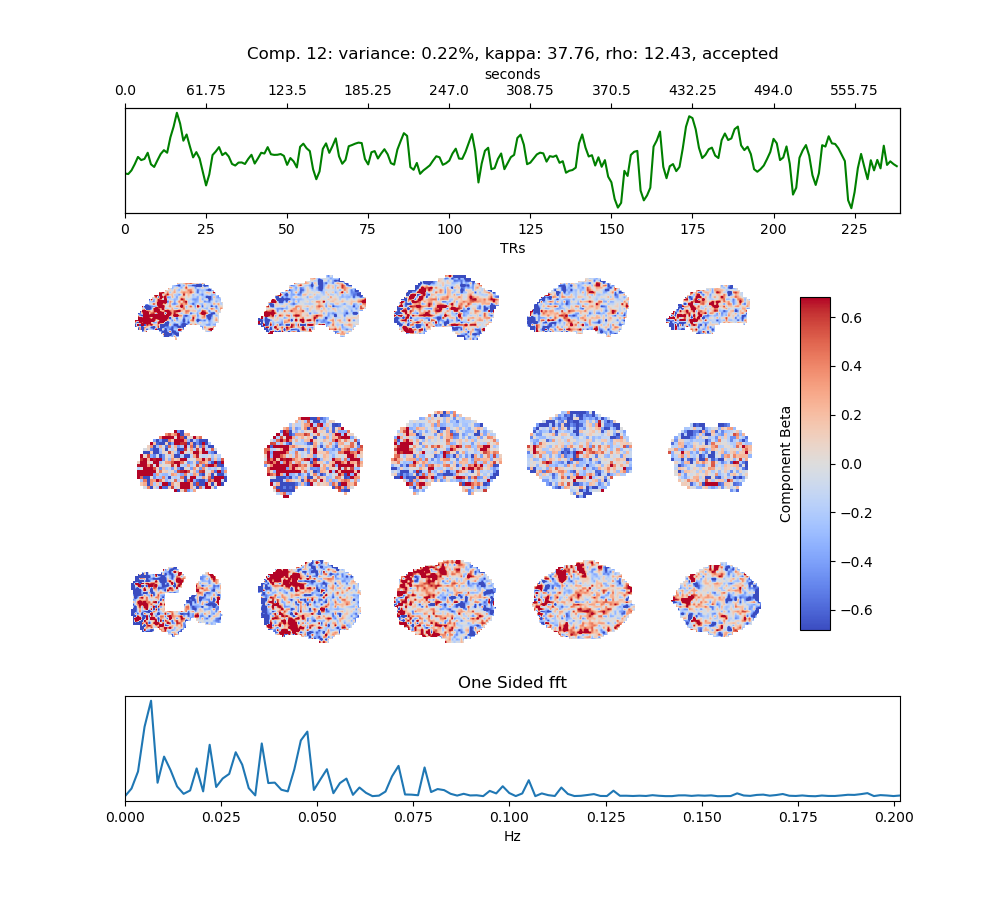 Comp. 12: variance: 0.22%, kappa: 37.76, rho: 12.43, accepted
seconds
0.0 61.75 123.5 185.25 247.0 308.75 370.5 432.25 494.0 555.75
0 25 50 75 100 125 150 175 200 225
TRs
0.6
0.4
0.2
0.0
−0.2
−0.4
−0.6
Component Beta
One Sided fft
0.000 0.025 0.050 0.075 0.100 0.125 0.150 0.175 0.200
Hz